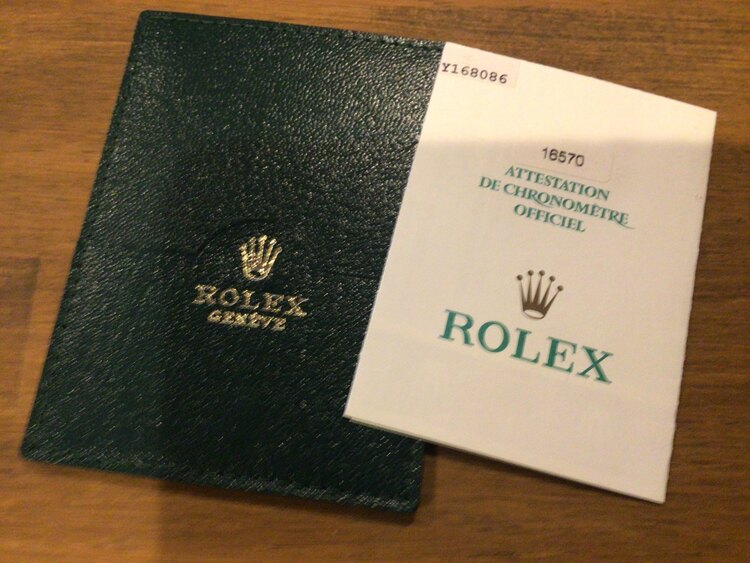 ROLEX
GENÈVE
Y168086
16570
ATTESTATION
DE CHRONOMÈTRE
OFFICIEL
ROLEX